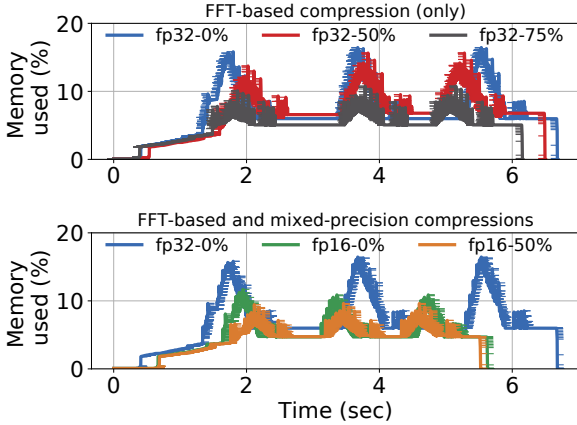 FFT-based compression (only)
fp32-0% fp32-50% fp32-75%
Memory
used (%)
20
10
0
0 2 4 6
FFT-based and mixed-precision compressions
fp32-0% fp16-0% fp16-50%
Memory
used (%)
20
10
0
0 2 4 6
Time (sec)